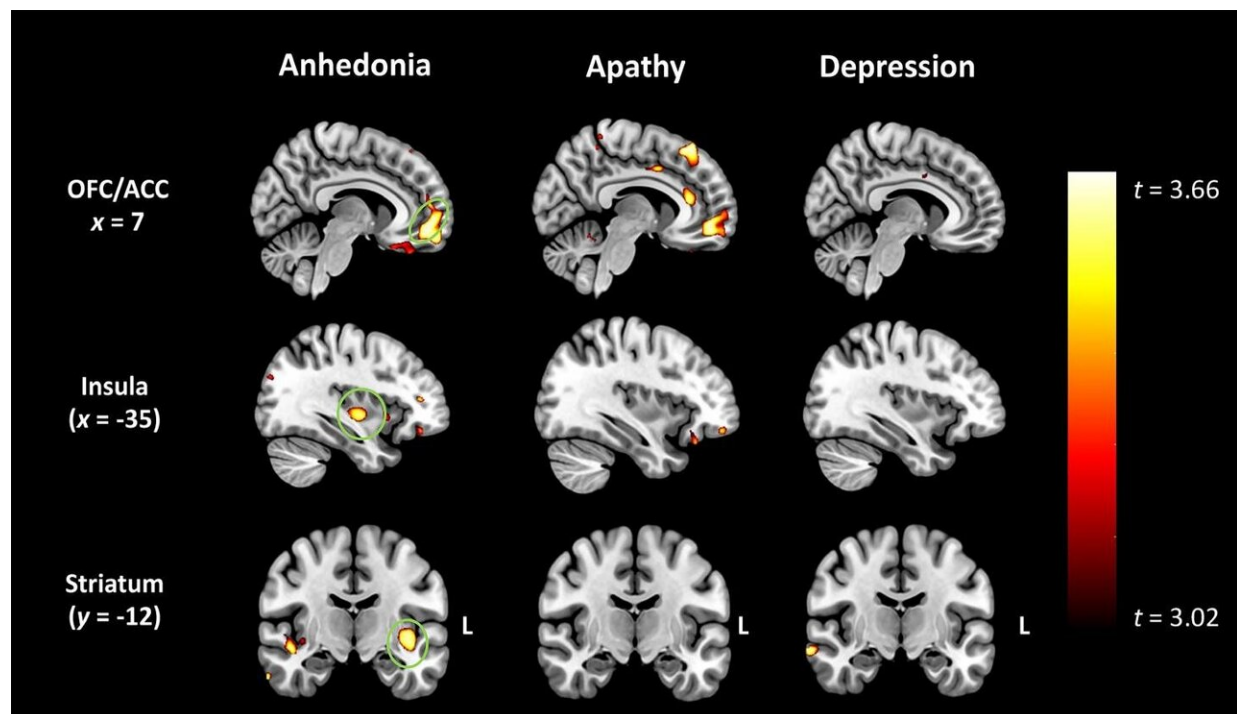 Anhedonia
Apathy
Depression
OFC/ACC
x = 7
t = 3.66
Insula
(x = -35)
Striatum
(y = -12)
L
L
L
t = 3.02